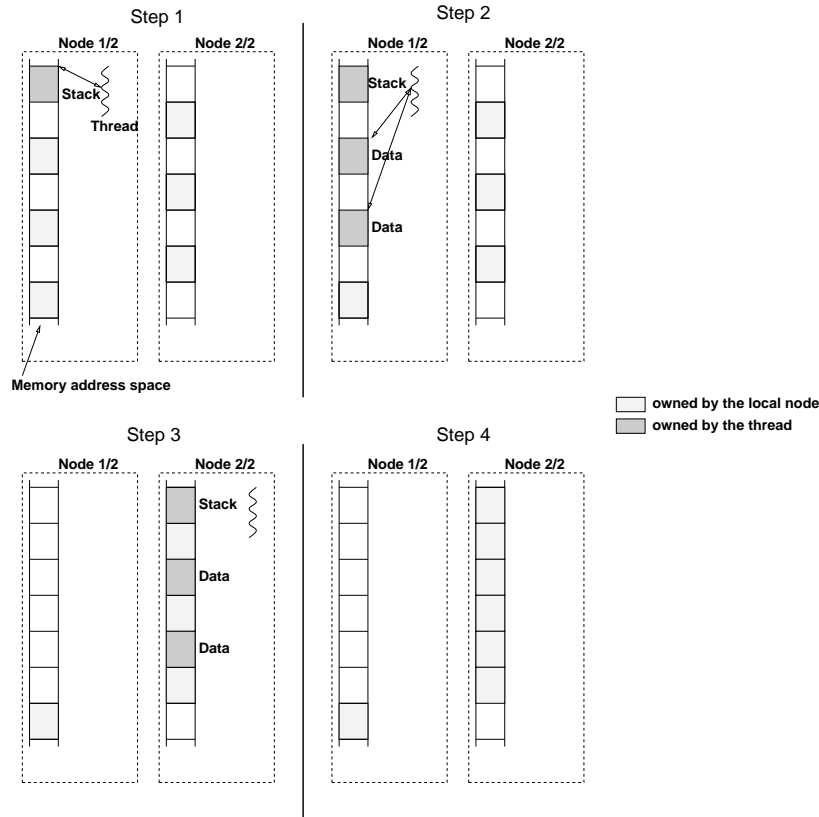 Step 1
Node 1/2
Node 2/2
Stack
Thread
Memory address space
Step 2
Node 1/2
Node 2/2
Stack
Data
Data
owned by the local node
owned by the thread
Step 3
Node 1/2
Node 2/2
Stack
Data
Data
Step 4
Node 1/2
Node 2/2